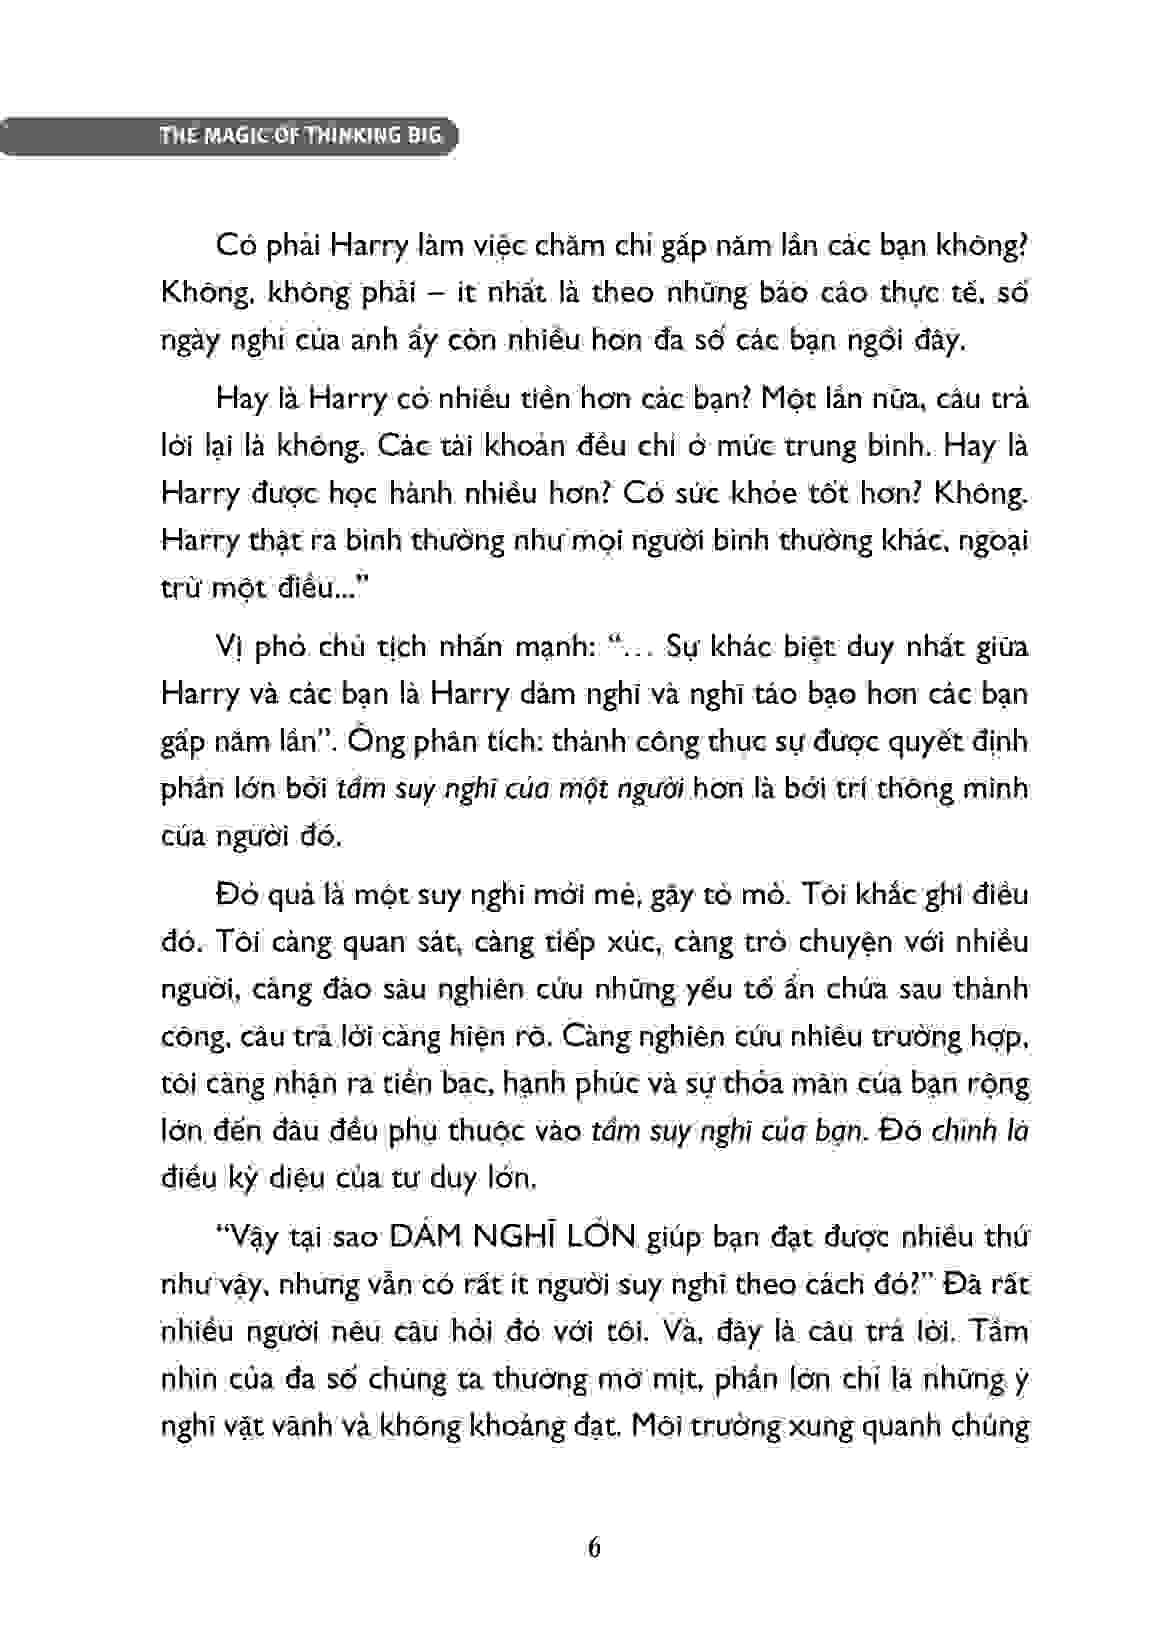 THE MAGIC OF THINKING BIG
Có phải Harry làm việc chăm chỉ gấp năm lần các bạn không?
Không, không phải – ít nhất là theo những báo cáo thực tế, số
ngày nghỉ của anh ấy còn nhiều hơn đa số các bạn ngồi đây.
Hay là Harry có nhiều tiền hơn các bạn? Một lần nữa, câu trả
lời lại là không. Các tài khoản đều chỉ ở mức trung bình. Hay là
Harry được học hành nhiều hơn? Có sức khỏe tốt hơn? Không.
Harry thật ra bình thường như mọi người bình thường khác, ngoại
trừ một điều...”
Vị phó chủ tịch nhấn mạnh: “… Sự khác biệt duy nhất giữa
Harry và các bạn là Harry dám nghĩ và nghĩ táo bạo hơn các bạn
gấp năm lần”. Ông phân tích: thành công thực sự được quyết định
phần lớn bởi tầm suy nghĩ của một người hơn là bởi trí thông minh
của người đó.
Đó quả là một suy nghĩ mới mẻ, gây tò mò. Tôi khắc ghi điều
đó. Tôi càng quan sát, càng tiếp xúc, càng trò chuyện với nhiều
người, càng đào sâu nghiên cứu những yếu tố ẩn chứa sau thành
công, câu trả lời càng hiện rõ. Càng nghiên cứu nhiều trường hợp,
tôi càng nhận ra tiền bạc, hạnh phúc và sự thỏa mãn của bạn rộng
lớn đến đâu đều phụ thuộc vào tầm suy nghĩ của bạn. Đó chính là
điều kỳ diệu của tư duy lớn.
“Vậy tại sao DÁM NGHĨ LỚN giúp bạn đạt được nhiều thứ
như vậy, nhưng vẫn có rất ít người suy nghĩ theo cách đó?” Đã rất
nhiều người nêu câu hỏi đó với tôi. Và, đây là câu trả lời. Tầm
nhìn của đa số chúng ta thường mờ mịt, phần lớn chỉ là những ý
nghĩ vặt vãnh và không khoáng đạt. Môi trường xung quanh chúng
6